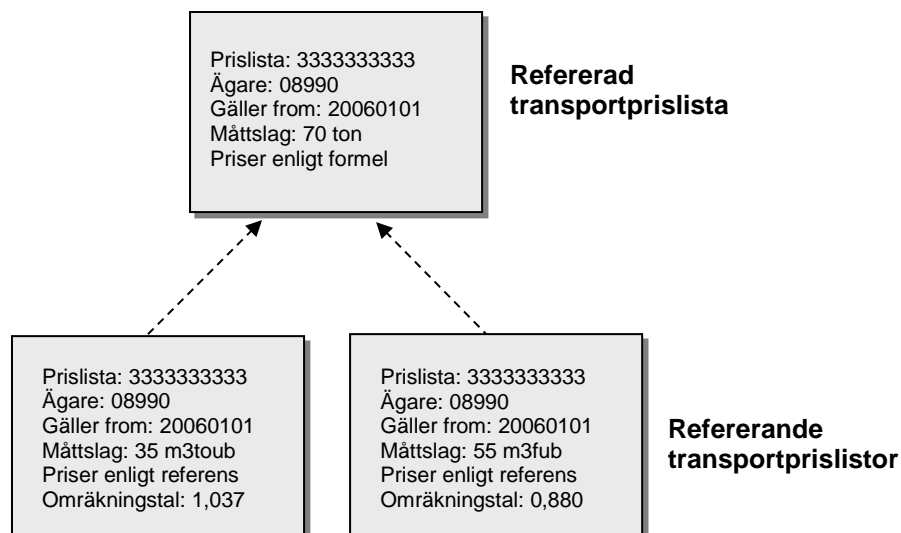 Prislista: 3333333333
Ägare: 08990
Gäller from: 20060101
Måttslag: 70 ton
Priser enligt formel
Refererad
transportprislista
Prislista: 3333333333
Ägare: 08990
Gäller from: 20060101
Måttslag: 35 m3toub
Priser enligt referens
Omräkningstal: 1,037
Prislista: 3333333333
Ägare: 08990
Gäller from: 20060101
Måttslag: 55 m3fub
Priser enligt referens
Omräkningstal: 0,880
Refererande
transportprislistor